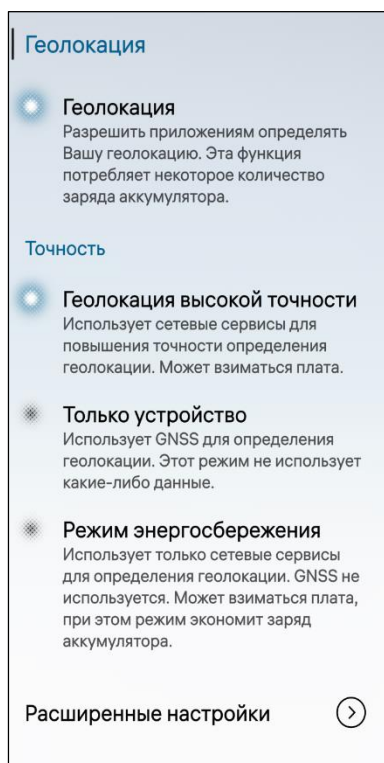 Геолокация
Геолокация
Разрешить приложениям определять
Вашу геолокацию. Эта функция
потребляет некоторое количество
заряда аккумулятора.
Точность
Геолокация высокой точности
Использует сетевые сервисы для
повышения точности определения
геолокации. Может взиматься плата.
Только устройство
Использует GNSS для определения
геолокации. Этот режим не использует
какие-либо данные.
Режим энергосбережения
Использует только сетевые сервисы
для определения геолокации. GNSS не
используется. Может взиматься плата,
при этом режим экономит заряд
аккумулятора.
Расширенные настройки